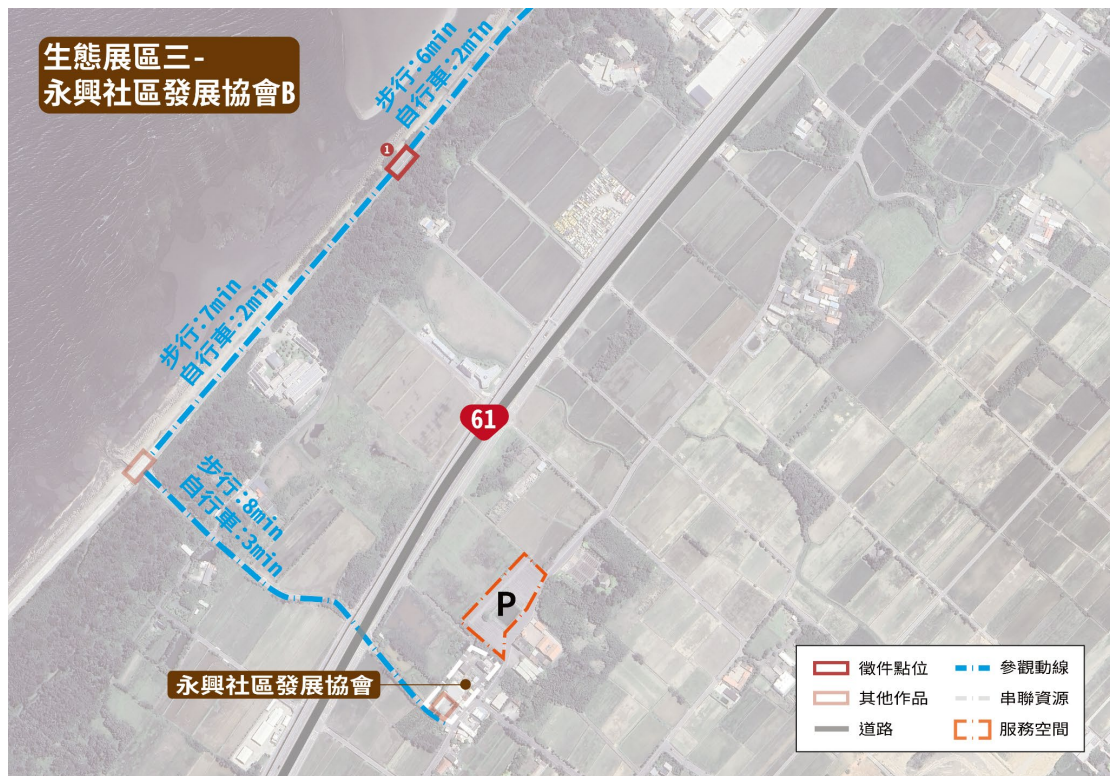 生態展區三-
永興社區發展協會B
步行:6min
自行車:2min
1
步行:7min
自行車:2min
61
步行:8min
自行車:3min
P
永興社區發展協會
徵件點位
參觀動線
其他作品
串聯資源
道路
服務空間